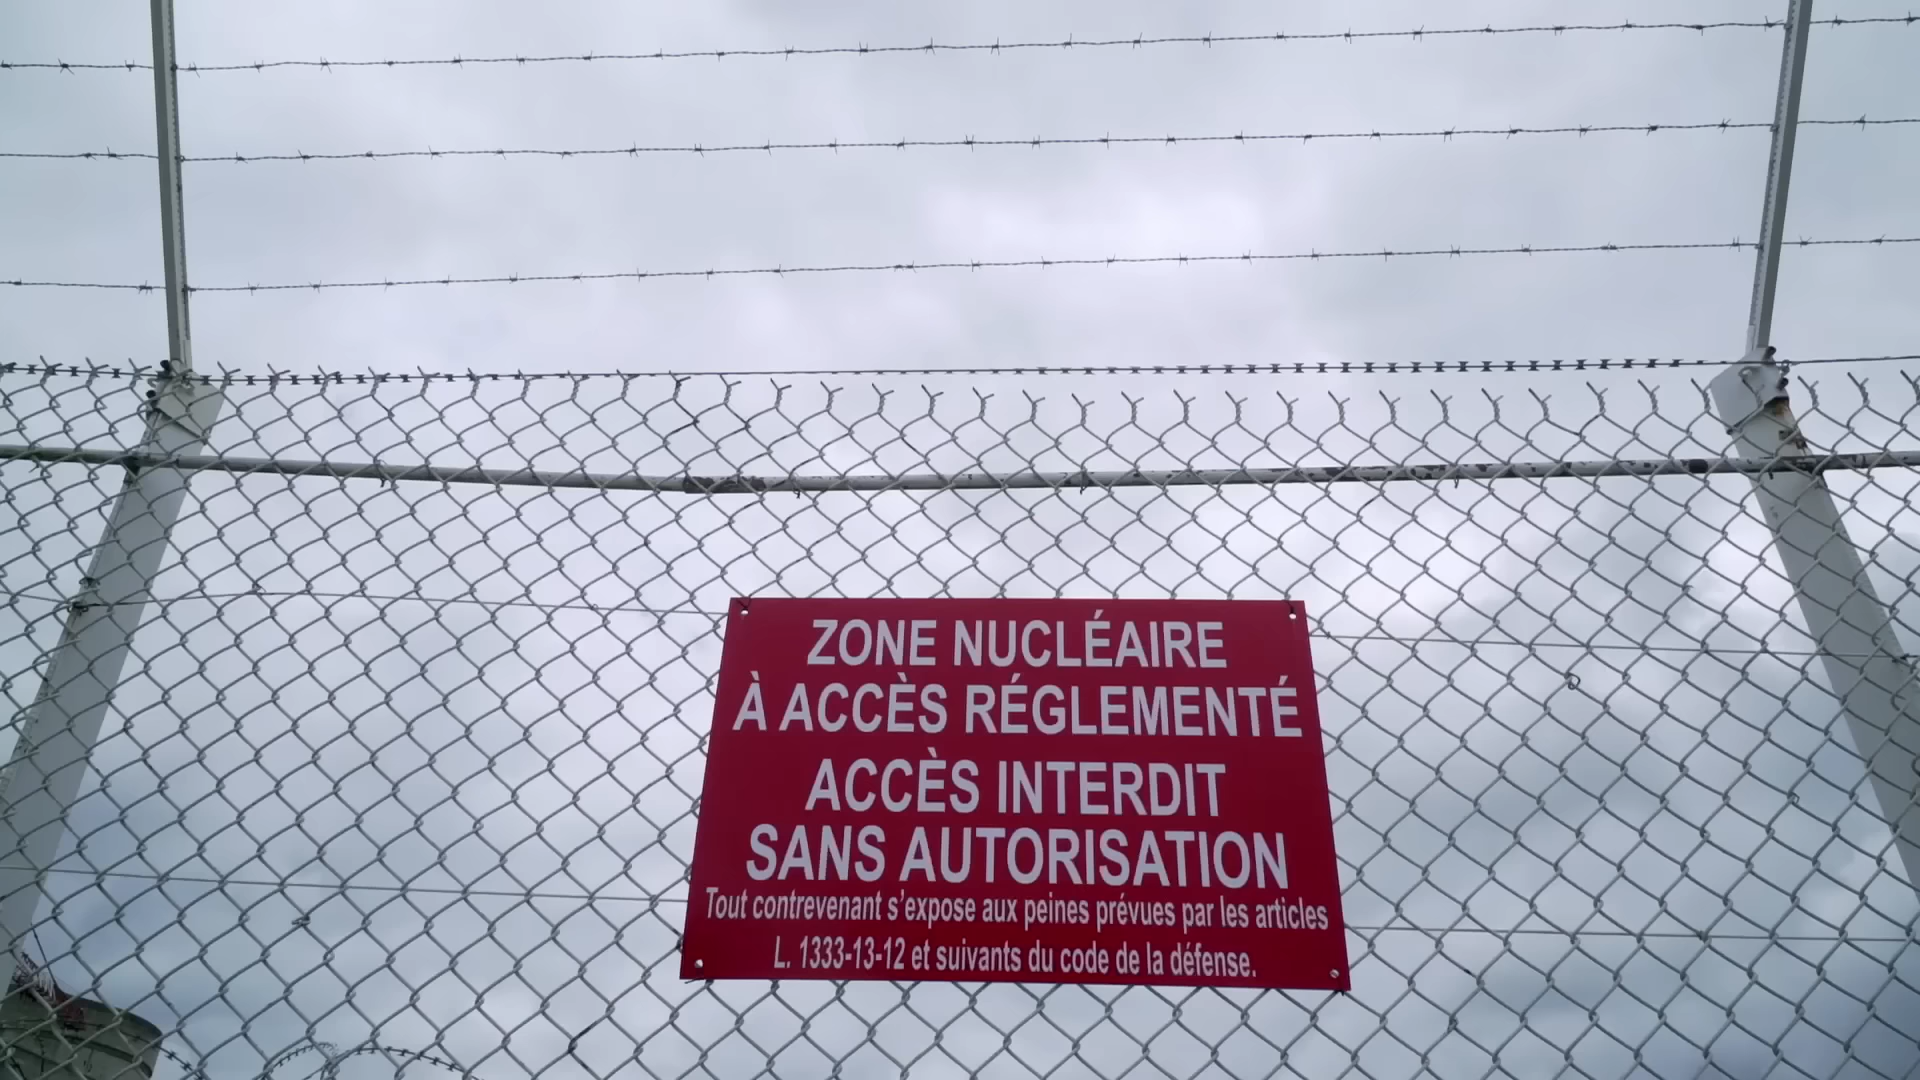 ZONE NUCLÉAIRE
À ACCÈS RÉGLEMENTÉ
ACCÈS INTERDIT
SANS AUTORISATION
Tout contrevenant s'expose aux peines prévues par les articles
L. 1333-13-12 et suivants du code de la défense.